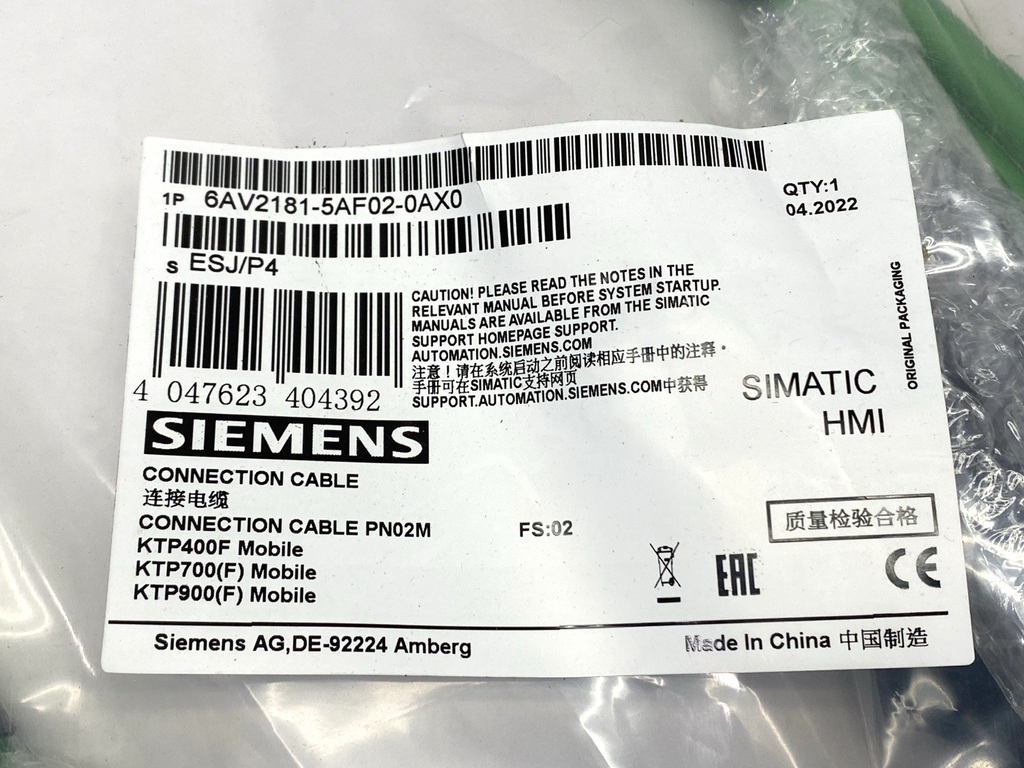 1P 6AV2181-5AF02-0AX0
QTY:1
04.2022
S ESJ/P4
CAUTION! PLEASE READ THE NOTES IN THE
RELEVANT MANUAL BEFORE SYSTEM STARTUP.
MANUALS ARE AVAILABLE FROM THE SIMATIC
SUPPORT HOMEPAGE SUPPORT.
AUTOMATION.SIEMENS.COM
注意！请在系统启动之前阅读相应手册中的注释。
手册可在SIMATIC支持网页
SUPPORT.AUTOMATION.SIEMENS.COM中获得
ORIGINAL PACKAGING
4 047623 404392
SIMATIC
HMI
SIEMENS
CONNECTION CABLE
连接电缆
CONNECTION CABLE PN02M
FS:02
KTP400F Mobile
KTP700(F) Mobile
KTP900(F) Mobile
质量检验合格
EAC
CE
Siemens AG,DE-92224 Amberg
Made In China 中国制造